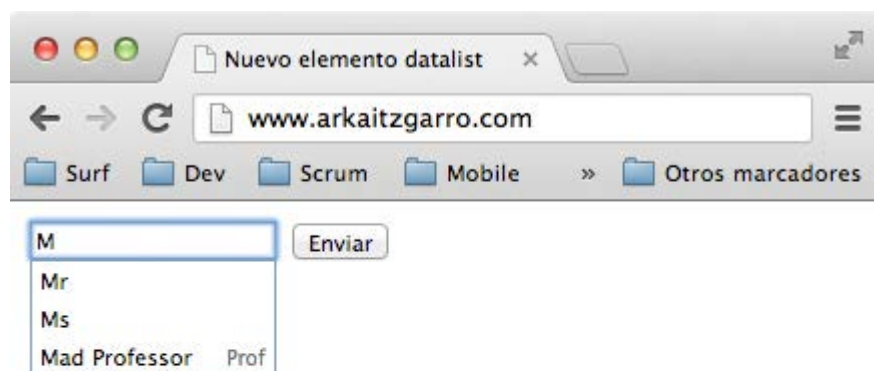 Nuevo elemento datalist
www.arkaitzgarro.com
Surf Dev Scrum Mobile » Otros marcadores
M Enviar
Mr
Ms
Mad Professor Prof